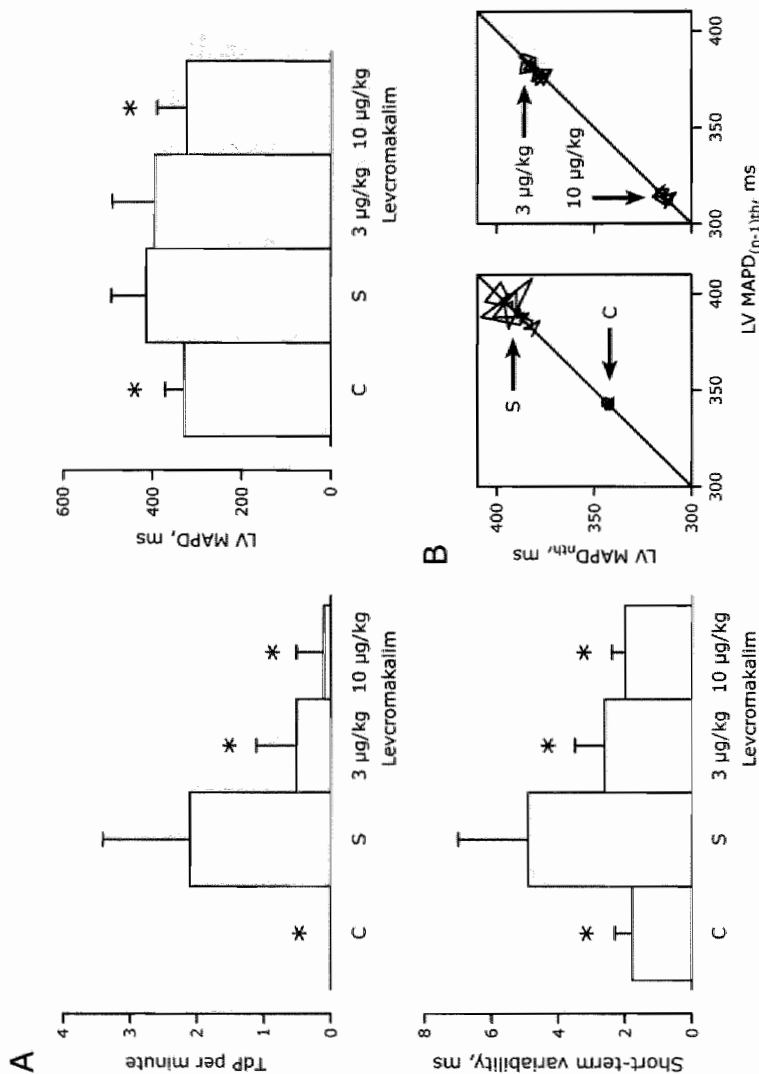 A
TdP per minute
4
3
2
1
0
*
*
*
C
S
3 µg/kg
10 µg/kg
Levcromakalim
LV MAPD, ms
600
400
200
0
*
*
C
S
3 µg/kg
10 µg/kg
Levcromakalim
Short-term variability, ms
8
6
4
2
0
*
*
*
C
S
3 µg/kg
10 µg/kg
Levcromakalim
B
LV MAPDnth, ms
400
350
300
S
C
300
350
400
3 µg/kg
10 µg/kg
300
350
400
LV MAPD(n-1)th, ms